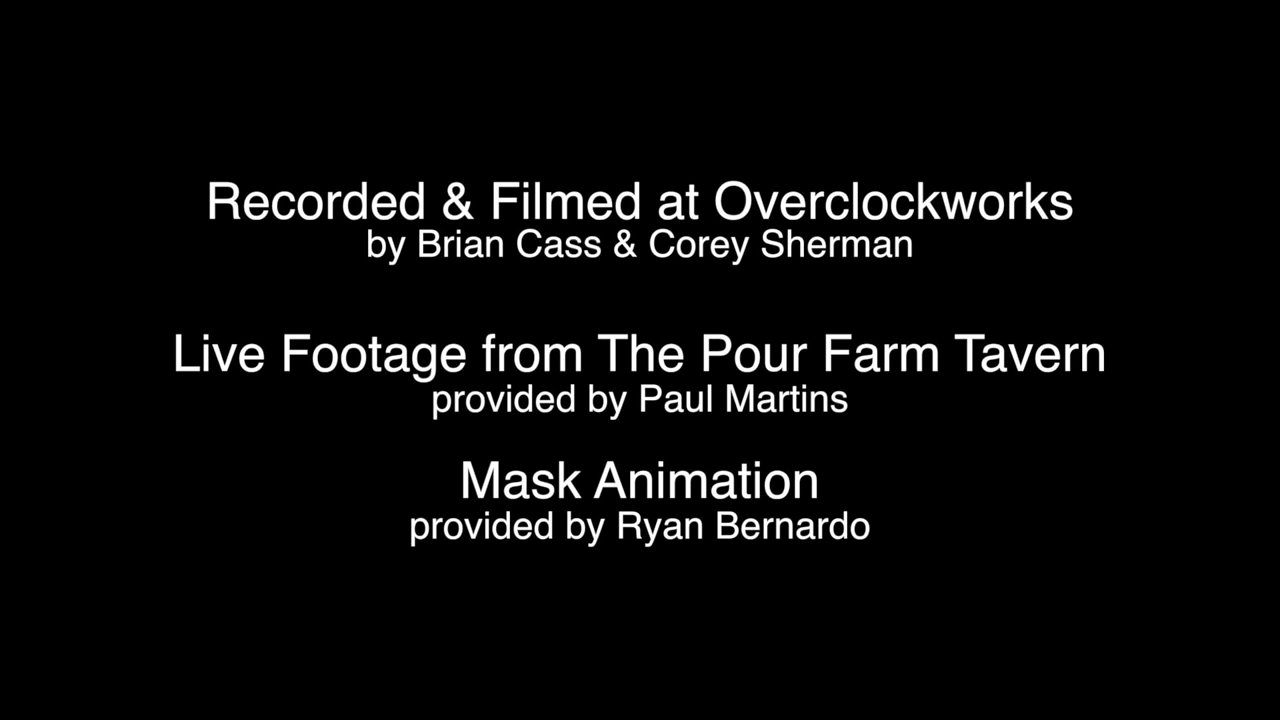 Recorded & Filmed at Overclockworks
by Brian Cass & Corey Sherman
Live Footage from The Pour Farm Tavern
provided by Paul Martins
Mask Animation
provided by Ryan Bernardo